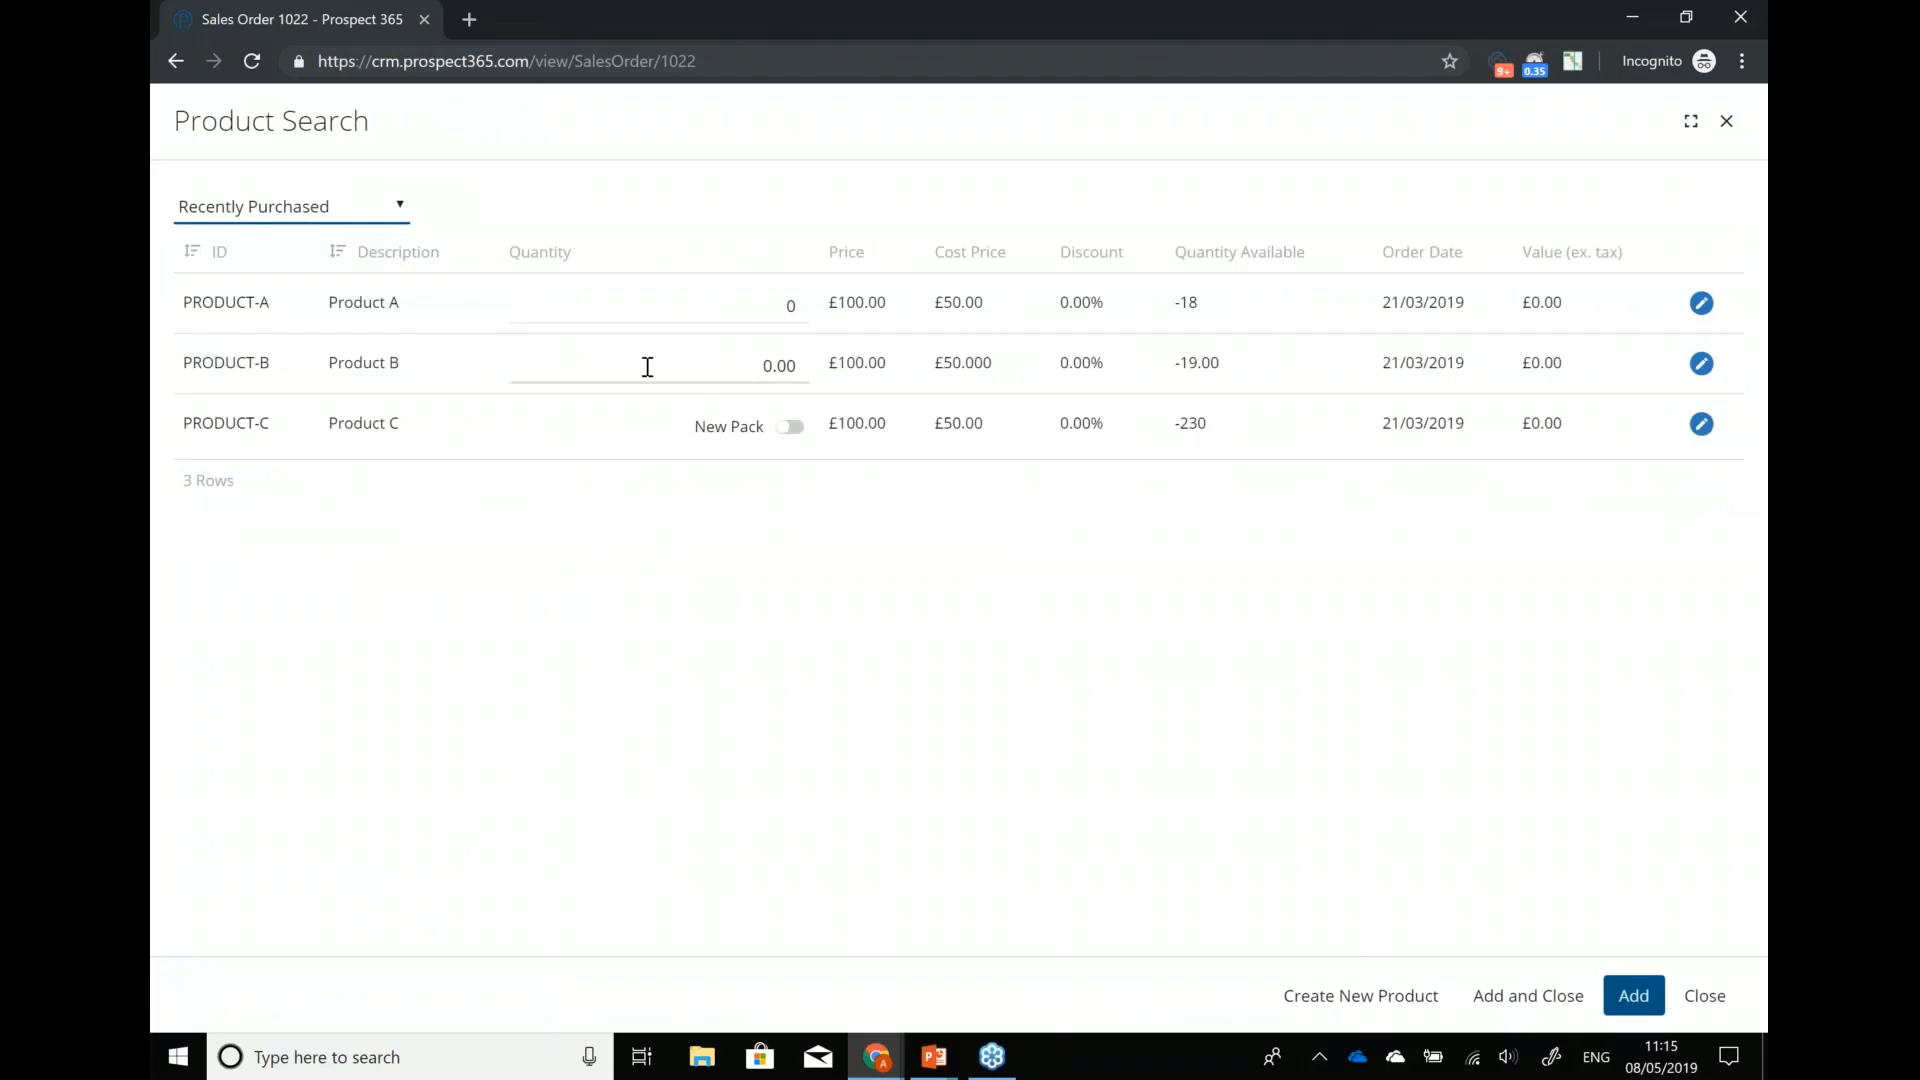 Sales Order 1022 - Prospect 365
https://crm.prospect365.com/view/SalesOrder/1022
9+
0.35
Incognito
Product Search
Recently Purchased
ID Description Quantity Price Cost Price Discount Quantity Available Order Date Value (ex. tax)
PRODUCT-A Product A 0 £100.00 £50.00 0.00% -18 21/03/2019 £0.00
PRODUCT-B Product B 0.00 £100.00 £50.000 0.00% -19.00 21/03/2019 £0.00
PRODUCT-C Product C New Pack £100.00 £50.00 0.00% -230 21/03/2019 £0.00
3 Rows
Create New Product Add and Close Add Close
Type here to search
ENG
11:15
08/05/2019